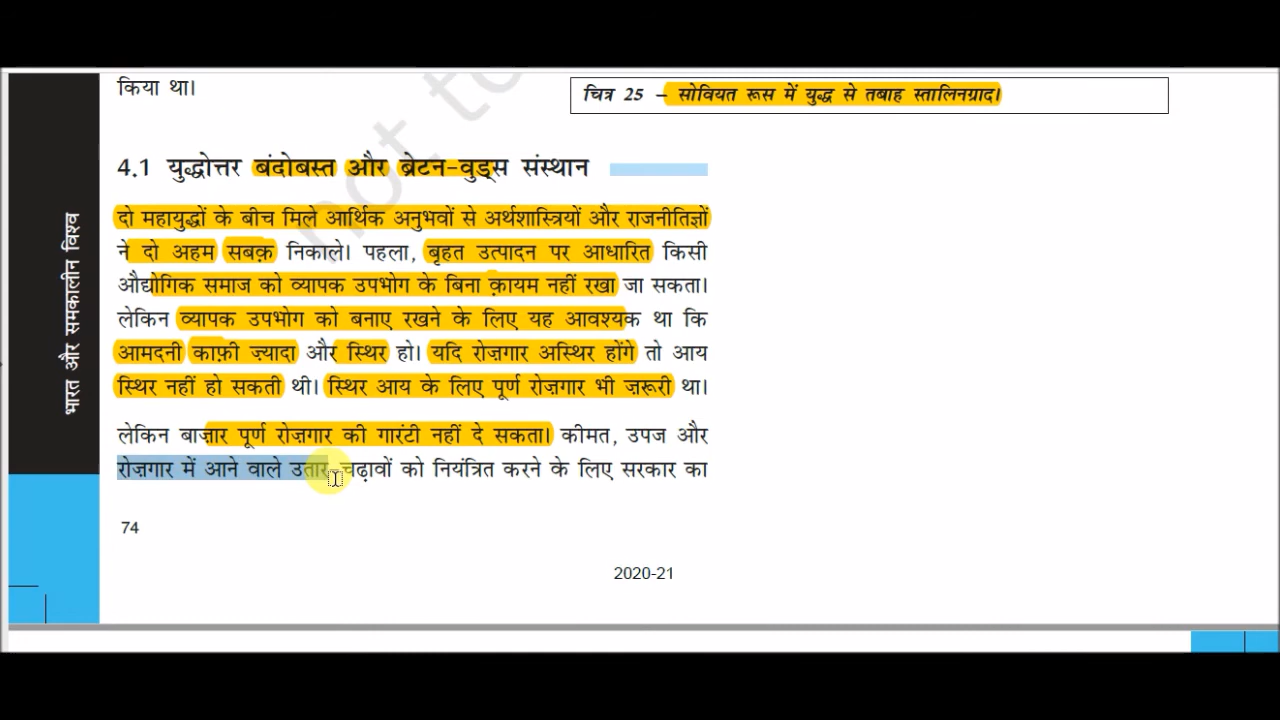 किया था।
चित्र 25 – सोवियत रूस में युद्ध से तबाह स्तालिनग्राद।
not to
4.1 युद्धोत्तर बंदोबस्त और ब्रेटन-वुड्स संस्थान
दो महायुद्धों के बीच मिले आर्थिक अनुभवों से अर्थशास्त्रियों और राजनीतिज्ञों
ने दो अहम सबक़ निकाले। पहला, बृहत उत्पादन पर आधारित किसी
औद्योगिक समाज को व्यापक उपभोग के बिना क़ायम नहीं रखा जा सकता।
लेकिन व्यापक उपभोग को बनाए रखने के लिए यह आवश्यक था कि
आमदनी काफ़ी ज़्यादा और स्थिर हो। यदि रोज़गार अस्थिर होंगे तो आय
स्थिर नहीं हो सकती थी। स्थिर आय के लिए पूर्ण रोज़गार भी ज़रूरी था।
लेकिन बाज़ार पूर्ण रोज़गार की गारंटी नहीं दे सकता। कीमत, उपज और
रोज़गार में आने वाले उतार-चढ़ावों को नियंत्रित करने के लिए सरकार का
भारत और समकालीन विश्व
74
2020-21